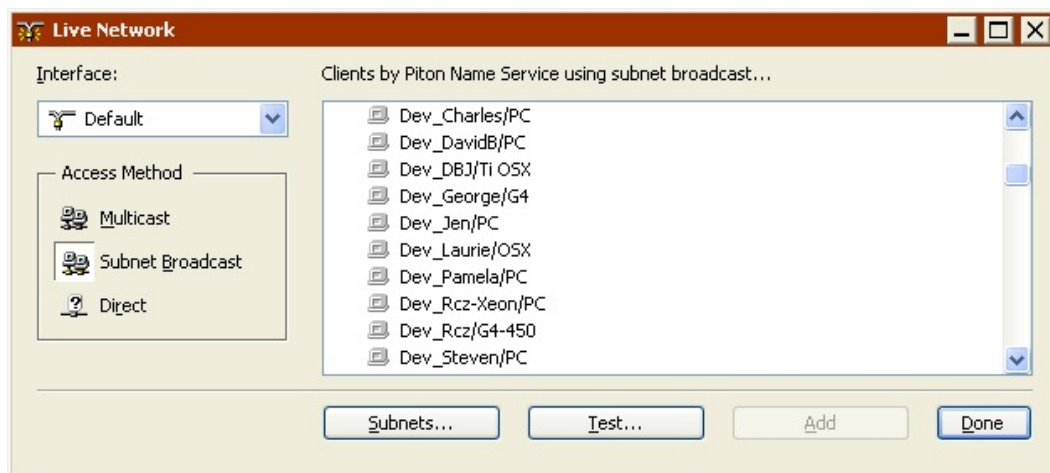 Live Network
Interface:
Default
Access Method
Multicast
Subnet Broadcast
Direct
Clients by Piton Name Service using subnet broadcast...
Dev_Charles/PC
Dev_DavidB/PC
Dev_DBJ/Ti OSX
Dev_George/G4
Dev_Jen/PC
Dev_Laurie/OSX
Dev_Pamela/PC
Dev_Rcz-Xeon/PC
Dev_Rcz/G4-450
Dev_Steven/PC
Subnets... Test... Add Done